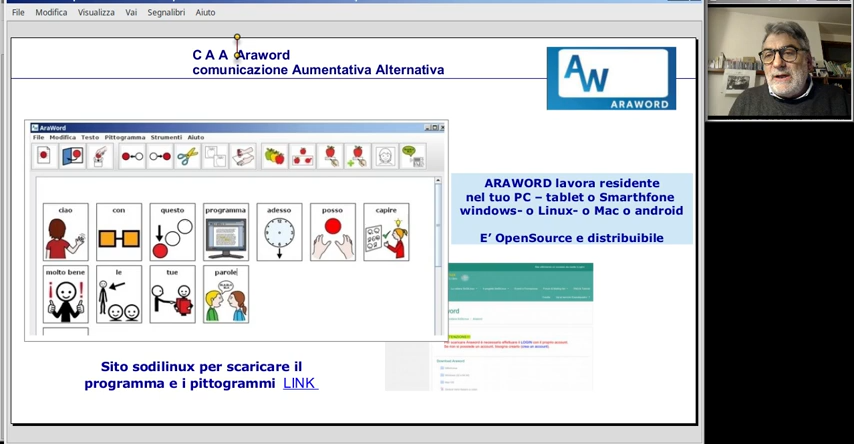 File Modifica Visualizza Vai Segnalibri Aiuto
C A A Araword
comunicazione Aumentativa Alternativa
AW
ARAWORD
AraWord
File Modifica Testo Pittogramma Strumenti Aiuto
ciao con questo programma adesso posso capire
molto bene le tue parole
ARAWORD lavora residente
nel tuo PC – tablet o Smarthfone
windows- o Linux- o Mac o android
E' OpenSource e distribuibile
Sito sodilinux per scaricare il
programma e i pittogrammi LINK